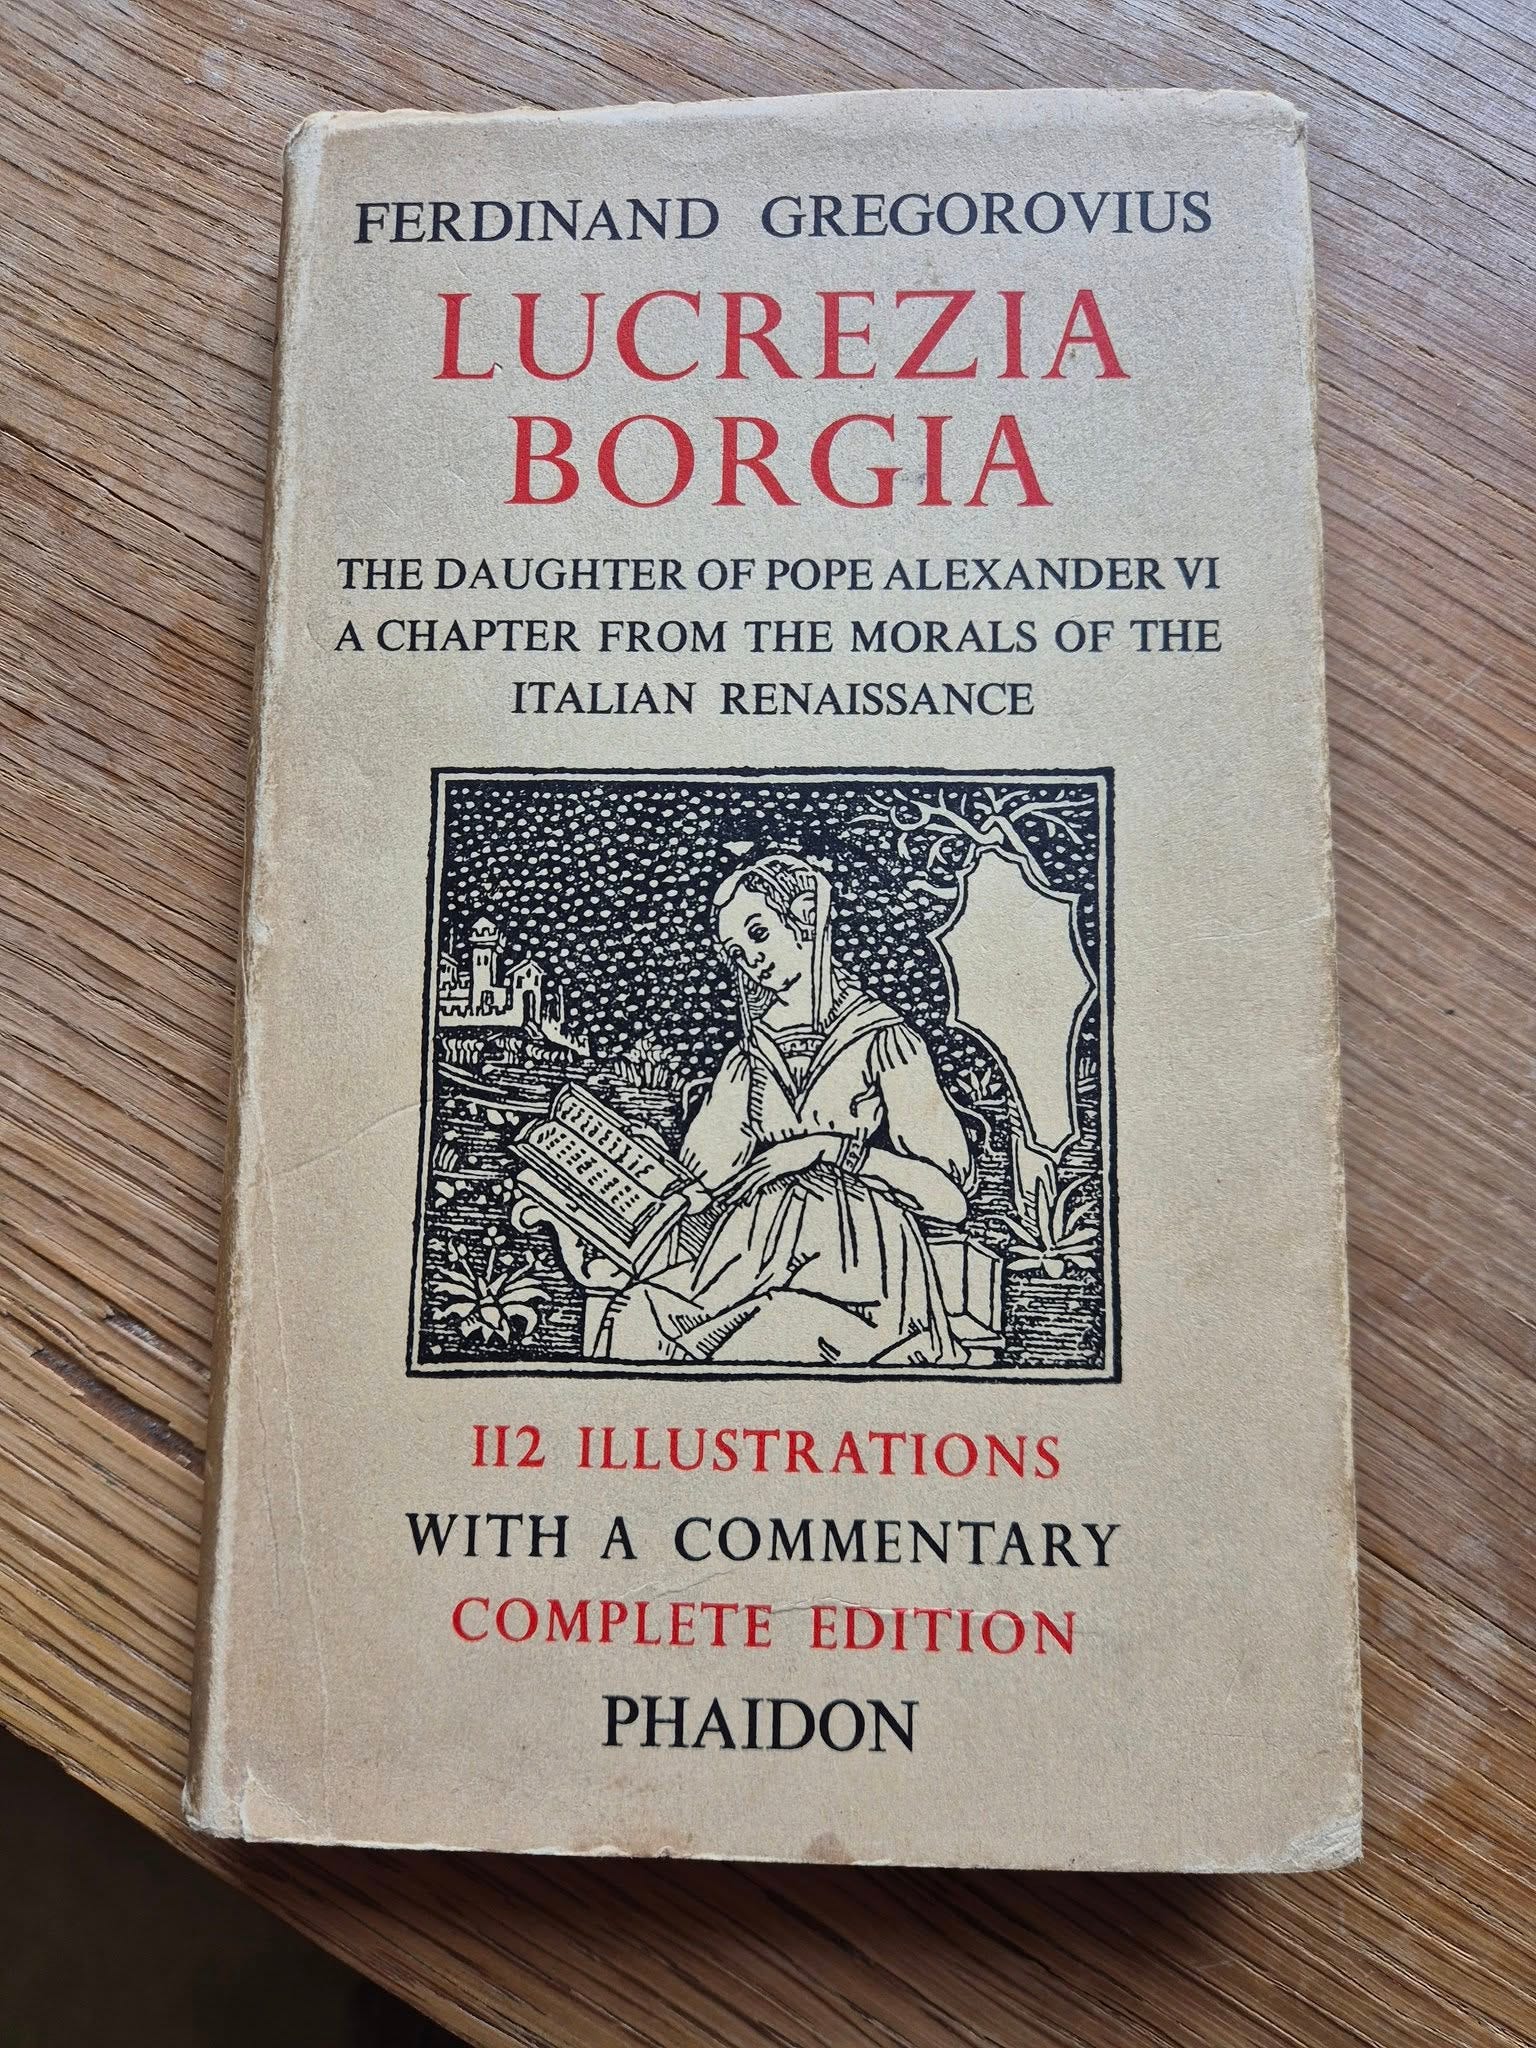 FERDINAND GREGOROVIUS
LUCREZIA
BORGIA
THE DAUGHTER OF POPE ALEXANDER VI
A CHAPTER FROM THE MORALS OF THE
ITALIAN RENAISSANCE
112 ILLUSTRATIONS
WITH A COMMENTARY
COMPLETE EDITION
PHAIDON